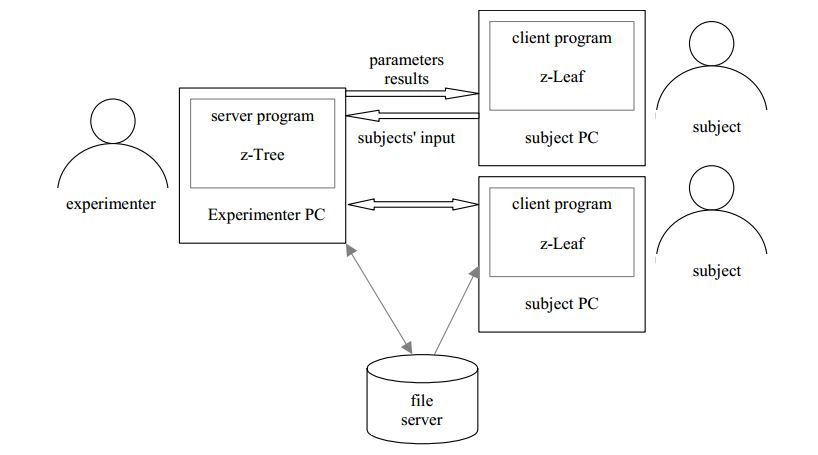 experimenter
server program
z-Tree
Experimenter PC
parameters
results
subjects' input
client program
z-Leaf
subject PC
subject
client program
z-Leaf
subject PC
subject
file
server